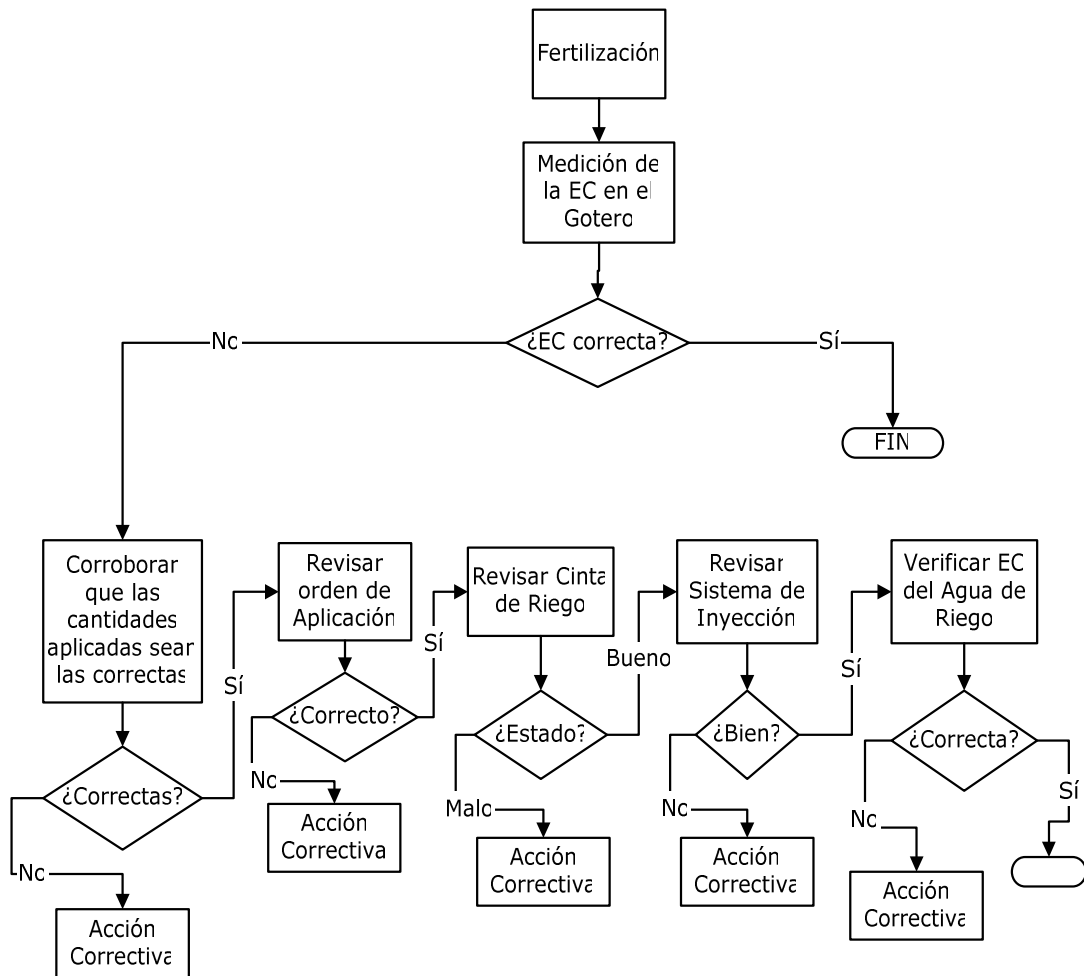 Fertilización
Medición de
la EC en el
Gotero
¿EC correcta?
No
Sí
FIN
Corroborar
que las
cantidades
aplicadas sean
las correctas
¿Correctas?
No
Sí
Acción
Correctiva
Revisar
orden de
Aplicación
¿Correcto?
No
Sí
Acción
Correctiva
Revisar Cinta
de Riego
¿Estado?
Malo
Bueno
Acción
Correctiva
Revisar
Sistema de
Inyección
¿Bien?
No
Sí
Acción
Correctiva
Verificar EC
del Agua de
Riego
¿Correcta?
No
Sí
Acción
Correctiva